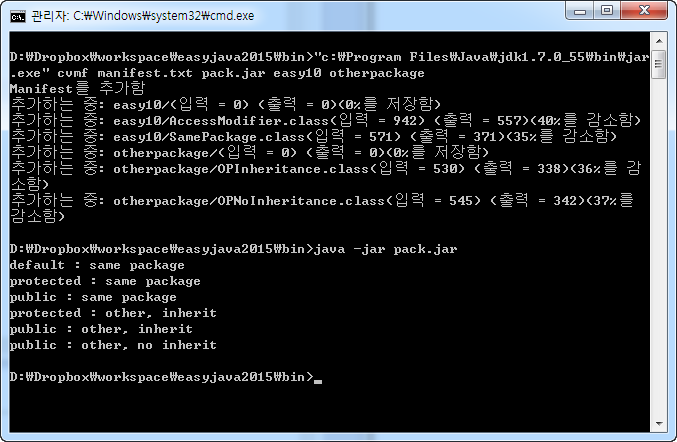 관리자: C:₩Windows₩system32₩cmd.exe
D:₩Dropbox₩workspace₩easyjava2015₩bin>"c:₩Program Files₩Java₩jdk1.7.0_55₩bin₩jar
.exe" cvmf manifest.txt pack.jar easy10 otherpackage
Manifest를 추가함
추가하는 중: easy10/(입력 = 0) (출력 = 0)(0%를 저장함)
추가하는 중: easy10/AccessModifier.class(입력 = 942) (출력 = 557)(40%를 감소함)
추가하는 중: easy10/SamePackage.class(입력 = 571) (출력 = 371)(35%를 감소함)
추가하는 중: otherpackage/(입력 = 0) (출력 = 0)(0%를 저장함)
추가하는 중: otherpackage/OPInheritance.class(입력 = 530) (출력 = 338)(36%를 감
소함)
추가하는 중: otherpackage/OPNoInheritance.class(입력 = 545) (출력 = 342)(37%를
감소함)
D:₩Dropbox₩workspace₩easyjava2015₩bin>java -jar pack.jar
default : same package
protected : same package
public : same package
protected : other, inherit
public : other, inherit
public : other, no inherit
D:₩Dropbox₩workspace₩easyjava2015₩bin>_